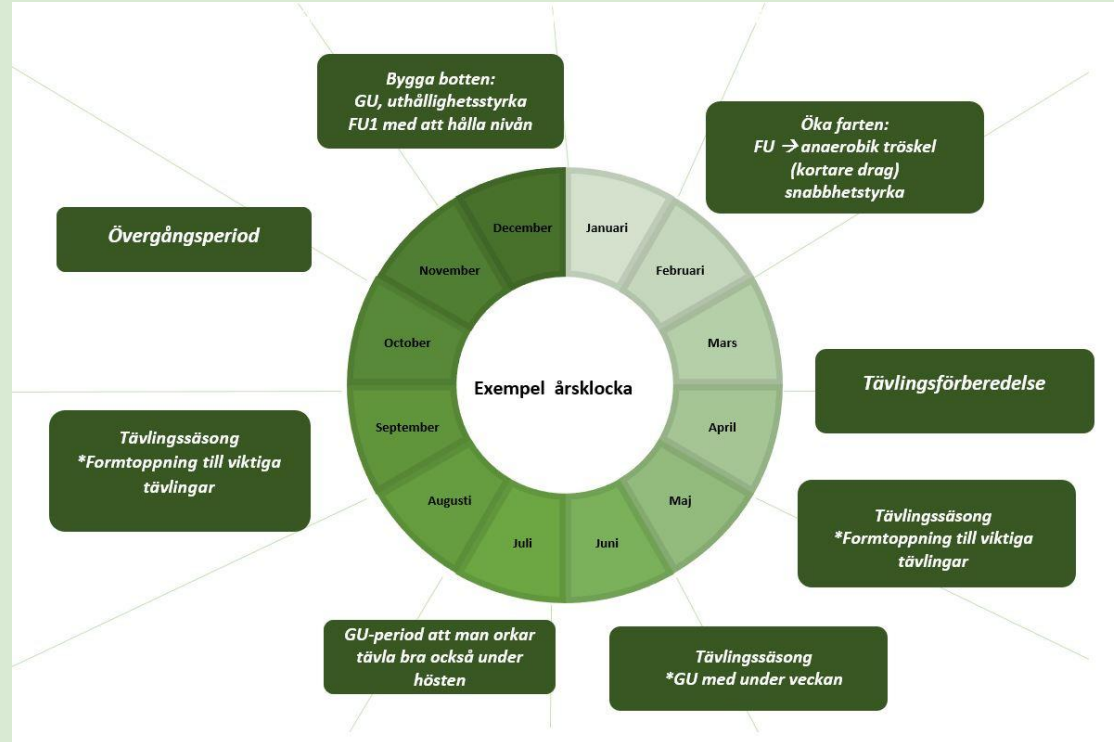 Bygga botten:
GU, uthållighetsstyrka
FU1 med att hålla nivån
Öka farten:
FU → anaerobik tröskel
(kortare drag)
snabbhetstyrka
Övergångsperiod
Tävlingsförberedelse
Tävlingssäsong
*Formtoppning till viktiga
tävlingar
Tävlingssäsong
*Formtoppning till viktiga
tävlingar
GU-period att man orkar
tävla bra också under
hösten
Tävlingssäsong
*GU med under veckan
Exempel årsklocka
Januari
Februari
Mars
April
Maj
Juni
Juli
Augusti
September
October
November
December